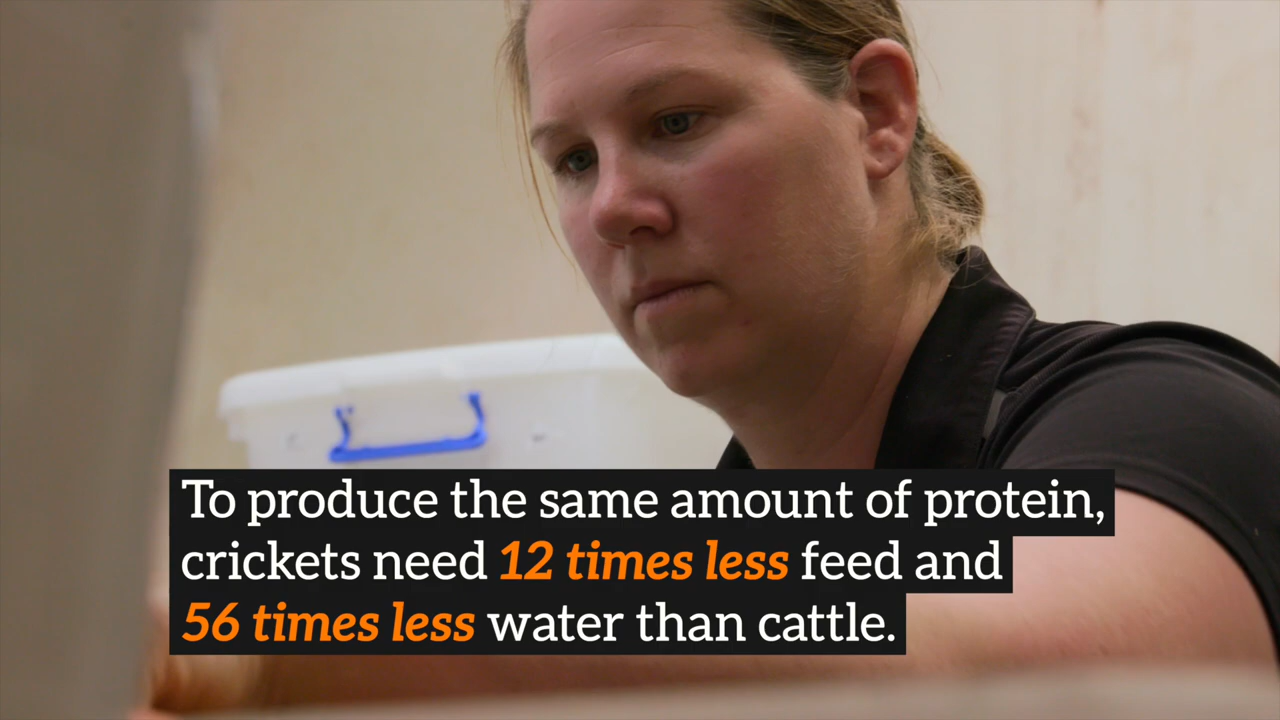 To produce the same amount of protein,
crickets need 12 times less feed and
56 times less water than cattle.